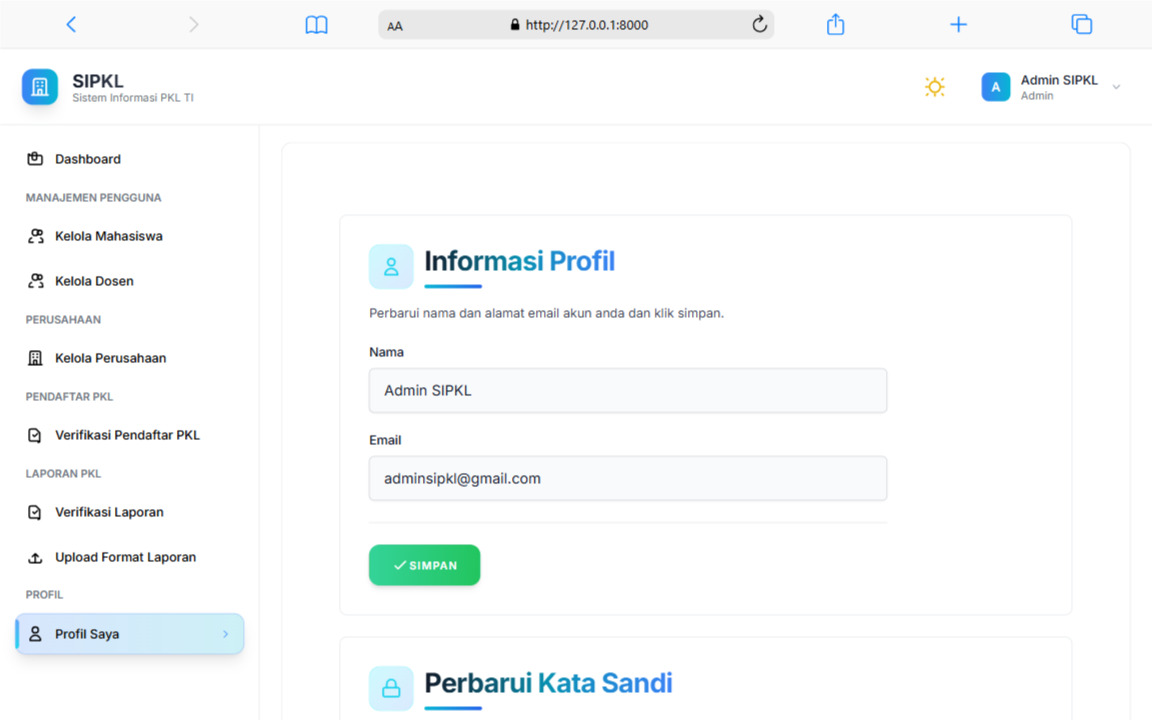 AA
http://127.0.0.1:8000
SIPKL
Sistem Informasi PKL TI
A
Admin SIPKL
Admin
Dashboard
MANAJEMEN PENGGUNA
Kelola Mahasiswa
Kelola Dosen
PERUSAHAAN
Kelola Perusahaan
PENDAFTAR PKL
Verifikasi Pendaftar PKL
LAPORAN PKL
Verifikasi Laporan
Upload Format Laporan
PROFIL
Profil Saya
Informasi Profil
Perbarui nama dan alamat email akun anda dan klik simpan.
Nama
Admin SIPKL
Email
adminsipkl@gmail.com
SIMPAN
Perbarui Kata Sandi